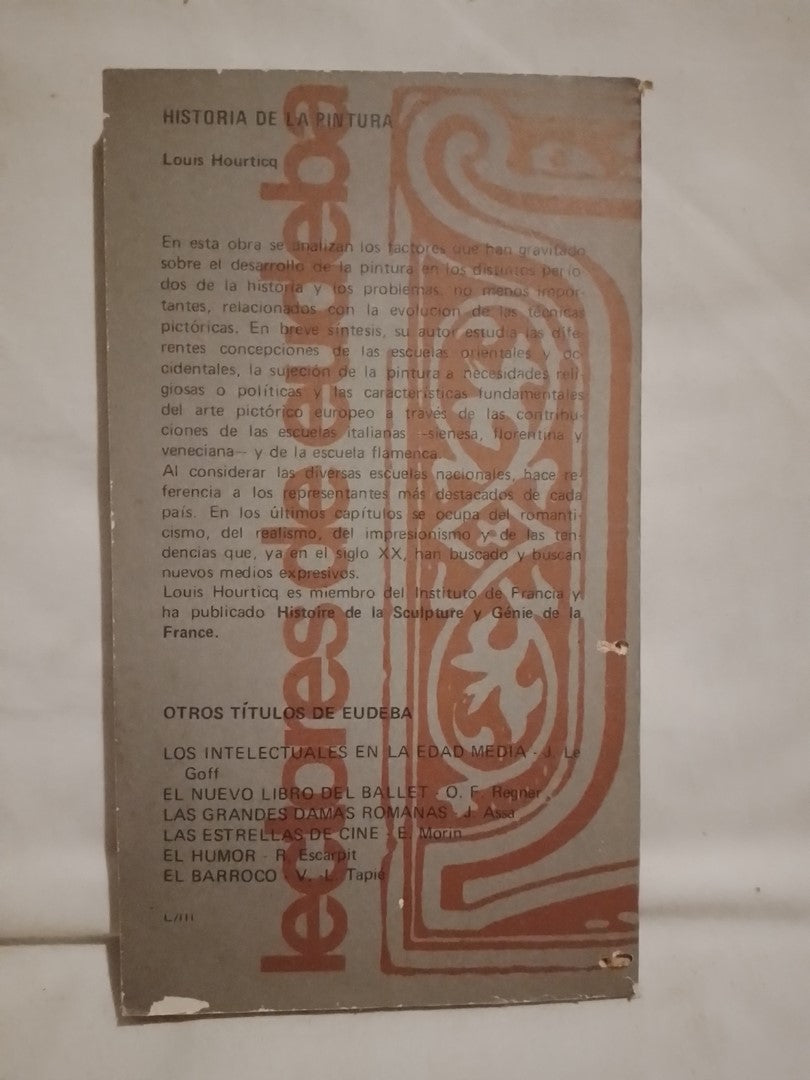 HISTORIA DE LA PINTURA
Louis Hourticq
En esta obra se analizan los factores que han gravitado
sobre el desarrollo de la pintura en los distintos perío-
dos de la historia y los problemas, no menos impor-
tantes, relacionados con la evolución de las técnicas
pictóricas. En breve síntesis, su autor estudia las dife-
rentes concepciones de las escuelas orientales y oc-
cidentales, la sujeción de la pintura a necesidades reli-
giosas o políticas y las características fundamentales
del arte pictórico europeo a través de las contribu-
ciones de las escuelas italianas —sienesa, florentina y
veneciana— y de la escuela flamenca.
Al considerar las diversas escuelas nacionales, hace re-
ferencia a los representantes más destacados de cada
país. En los últimos capítulos se ocupa del romanti-
cismo, del realismo, del impresionismo y de las ten-
dencias que, ya en el siglo XX, han buscado y buscan
nuevos medios expresivos.
Louis Hourticq es miembro del Instituto de Francia y
ha publicado Histoire de la Sculpture y Génie de la
France.
OTROS TÍTULOS DE EUDEBA
LOS INTELECTUALES EN LA EDAD MEDIA - J. Le
Goff
EL NUEVO LIBRO DEL BALLET - O. F. Regner
LAS GRANDES DAMAS ROMANAS - J. Assa
LAS ESTRELLAS DE CINE - E. Morin
EL HUMOR - R. Escarpit
EL BARROCO - V. -L. Tapié
lectores de eudeba